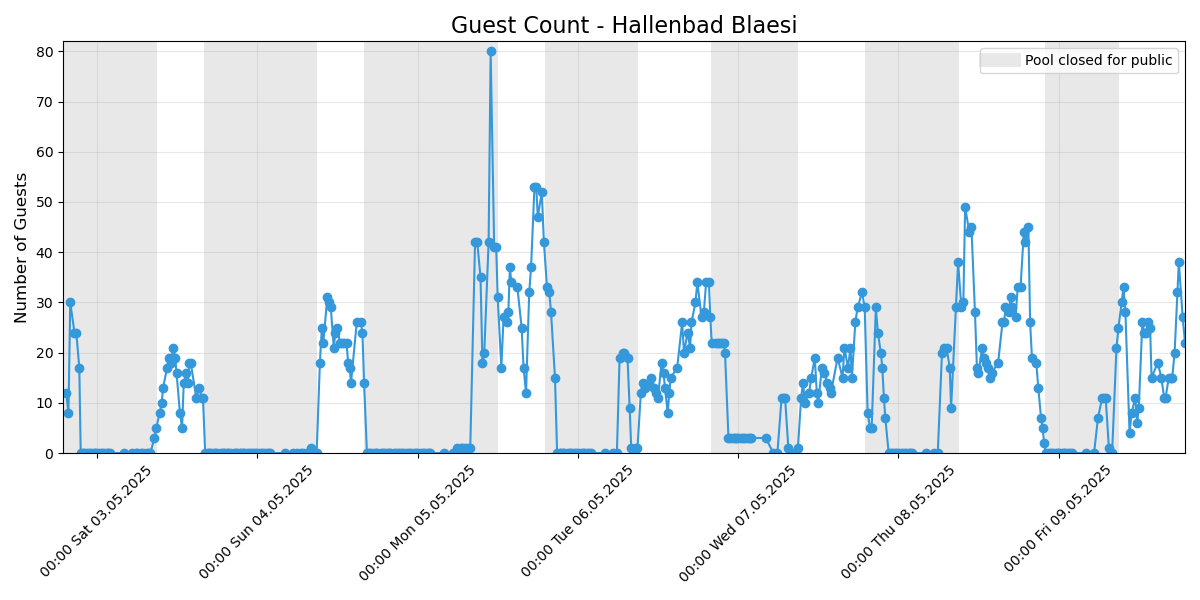 Guest Count - Hallenbad Blaesi
Pool closed for public
Number of Guests
80
70
60
50
40
30
20
10
0
00:00 Sat 03.05.2025
00:00 Sun 04.05.2025
00:00 Mon 05.05.2025
00:00 Tue 06.05.2025
00:00 Wed 07.05.2025
00:00 Thu 08.05.2025
00:00 Fri 09.05.2025